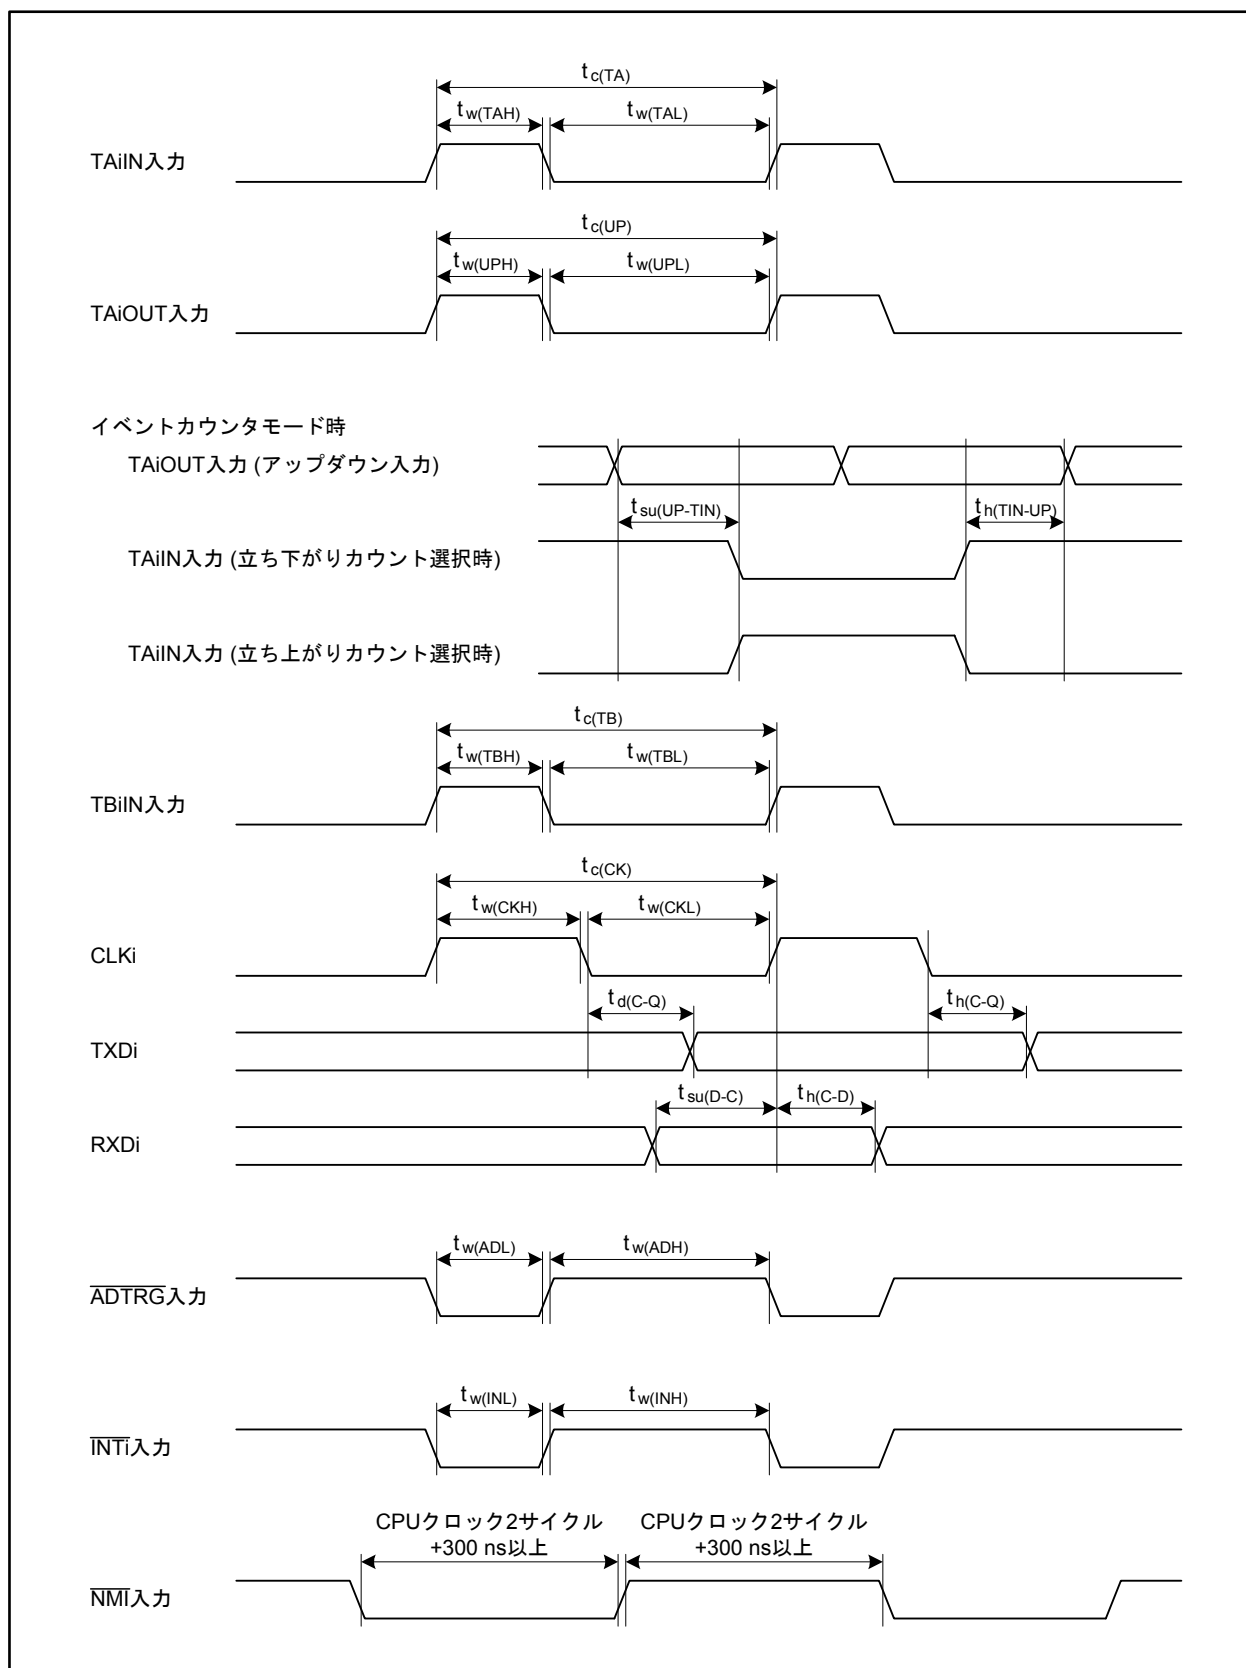 tc(TA)
tw(TAH) tw(TAL)
TAiIN入力
tc(UP)
tw(UPH) tw(UPL)
TAiOUT入力
イベントカウンタモード時
TAiOUT入力 (アップダウン入力)
tsu(UP-TIN) th(TIN-UP)
TAiIN入力 (立ち下がりカウント選択時)
TAiIN入力 (立ち上がりカウント選択時)
tc(TB)
tw(TBH) tw(TBL)
TBiIN入力
tc(CK)
tw(CKH) tw(CKL)
CLKi
td(C-Q) th(C-Q)
TXDi
tsu(D-C) th(C-D)
RXDi
tw(ADL) tw(ADH)
ADTRG入力
tw(INL) tw(INH)
INTi入力
CPUクロック2サイクル CPUクロック2サイクル
+300 ns以上 +300 ns以上
NMI入力